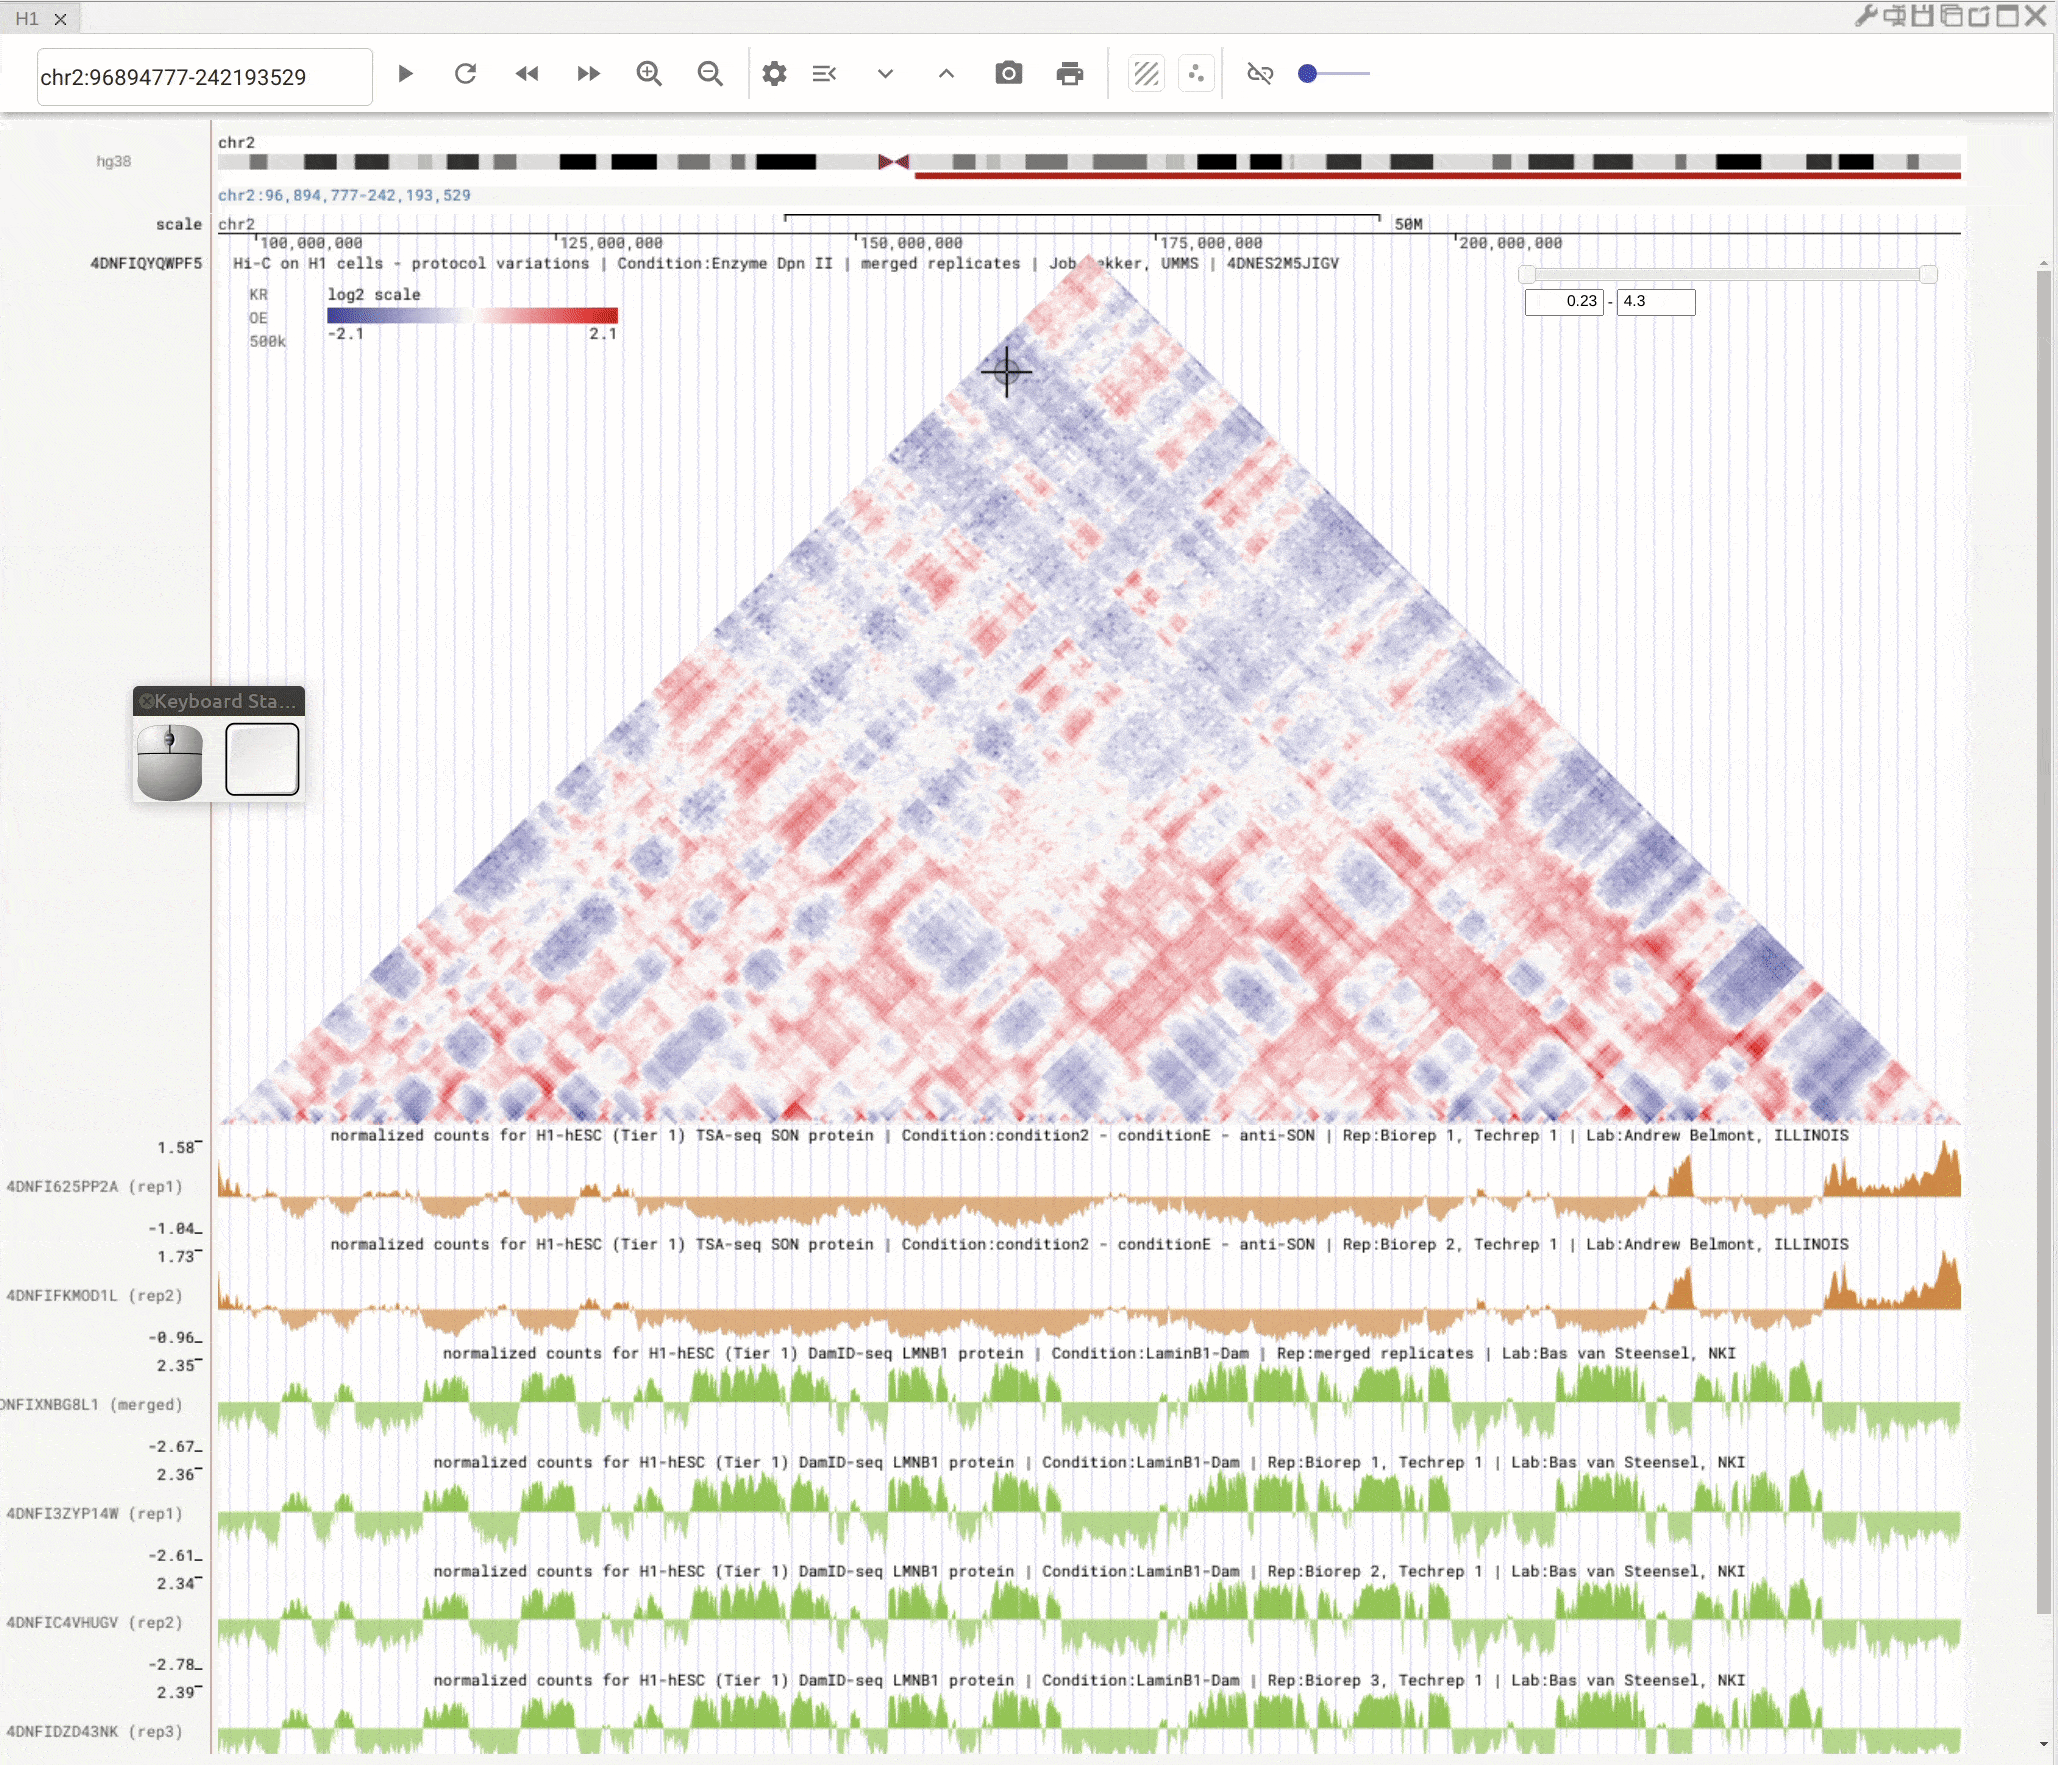 H1
chr2:96894777-242193529
chr2
hg38
chr2:96,894,777-242,193,529
scale chr2 50M
100,000,000 125,000,000 150,000,000 175,000,000 200,000,000
4DNFIQYQWPF5 Hi-C on H1 cells - protocol variations | Condition:Enzyme Dpn II | merged replicates | Job ekker, UMMS | 4DNES2M5JIGV
KR log2 scale
0.23 - 4.3
OE
-2.1 2.1
500k
Keyboard Sta...
normalized counts for H1-hESC (Tier 1) TSA-seq SON protein | Condition:condition2 - conditionE - anti-SON | Rep:Biorep 1, Techrep 1 | Lab:Andrew Belmont, ILLINOIS
1.58
4DNFI625PP2A (rep1)
-1.04
normalized counts for H1-hESC (Tier 1) TSA-seq SON protein | Condition:condition2 - conditionE - anti-SON | Rep:Biorep 2, Techrep 1 | Lab:Andrew Belmont, ILLINOIS
1.73
4DNFIFKMOD1L (rep2)
-0.96
normalized counts for H1-hESC (Tier 1) DamID-seq LMNB1 protein | Condition:LaminB1-Dam | Rep:merged replicates | Lab:Bas van Steensel, NKI
2.35
DNFIXNBG8L1 (merged)
-2.67
normalized counts for H1-hESC (Tier 1) DamID-seq LMNB1 protein | Condition:LaminB1-Dam | Rep:Biorep 1, Techrep 1 | Lab:Bas van Steensel, NKI
2.36
4DNFI3ZYP14W (rep1)
-2.61
normalized counts for H1-hESC (Tier 1) DamID-seq LMNB1 protein | Condition:LaminB1-Dam | Rep:Biorep 2, Techrep 1 | Lab:Bas van Steensel, NKI
2.34
4DNFIC4VHUGV (rep2)
-2.78
normalized counts for H1-hESC (Tier 1) DamID-seq LMNB1 protein | Condition:LaminB1-Dam | Rep:Biorep 3, Techrep 1 | Lab:Bas van Steensel, NKI
2.39
4DNFIDZD43NK (rep3)